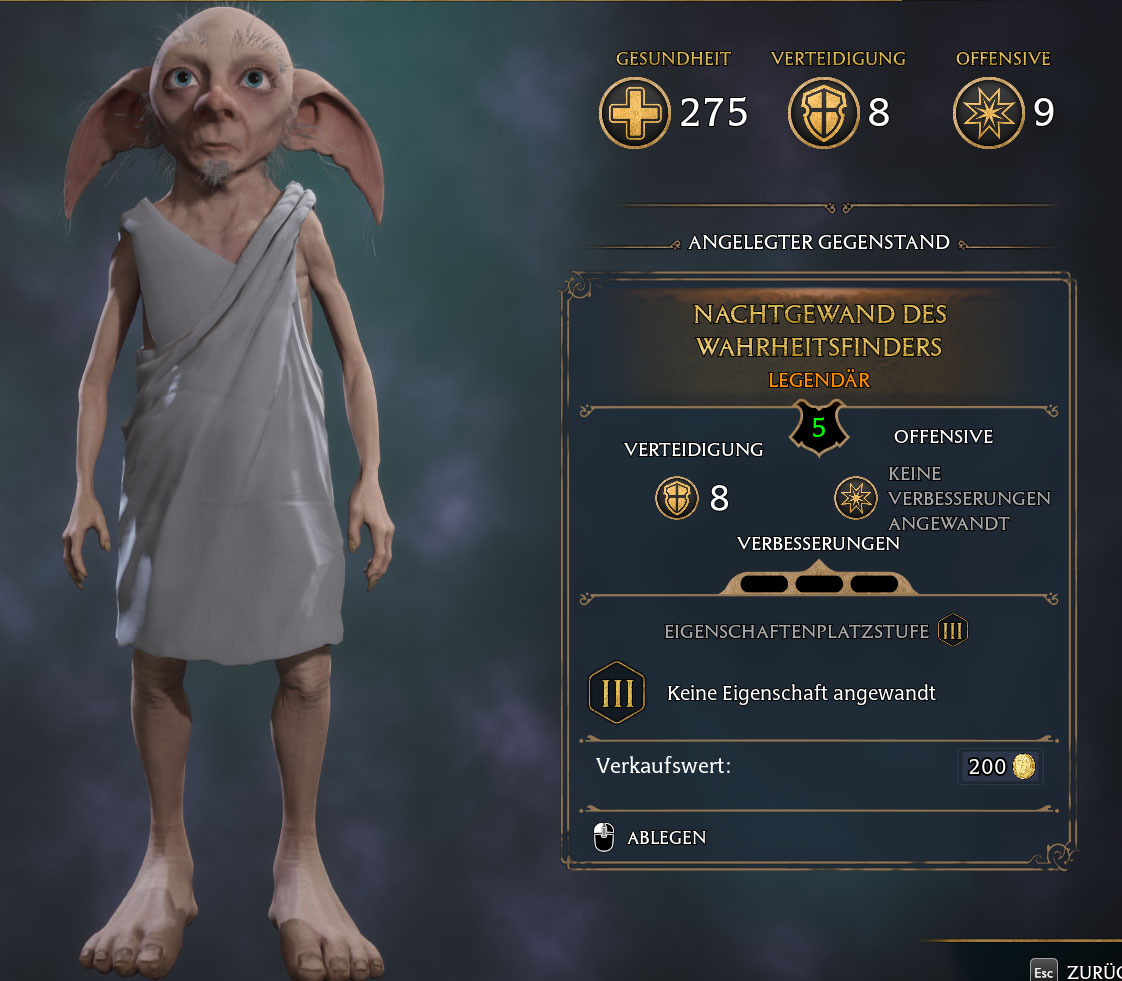 GESUNDHEIT VERTEIDIGUNG OFFENSIVE
275 8 9
ANGELEGTER GEGENSTAND
NACHTGEWAND DES
WAHRHEITSFINDERS
LEGENDÄR
5
VERTEIDIGUNG
8
OFFENSIVE
KEINE
VERBESSERUNGEN
ANGEWANDT
VERBESSERUNGEN
EIGENSCHAFTENPLATZSTUFE III
III Keine Eigenschaft angewandt
Verkaufswert: 200
ABLEGEN
Esc